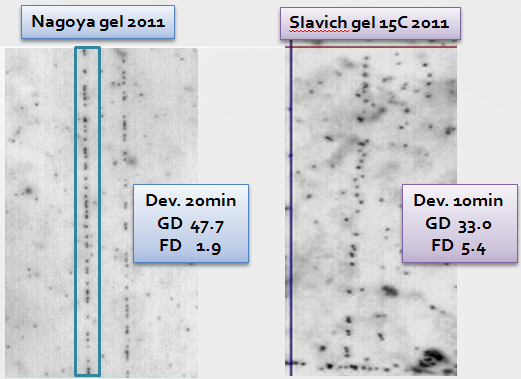 Nagoya gel 2011
Slavich gel 15C 2011
Dev. 20min
GD 47.7
FD 1.9
Dev. 10min
GD 33.0
FD 5.4